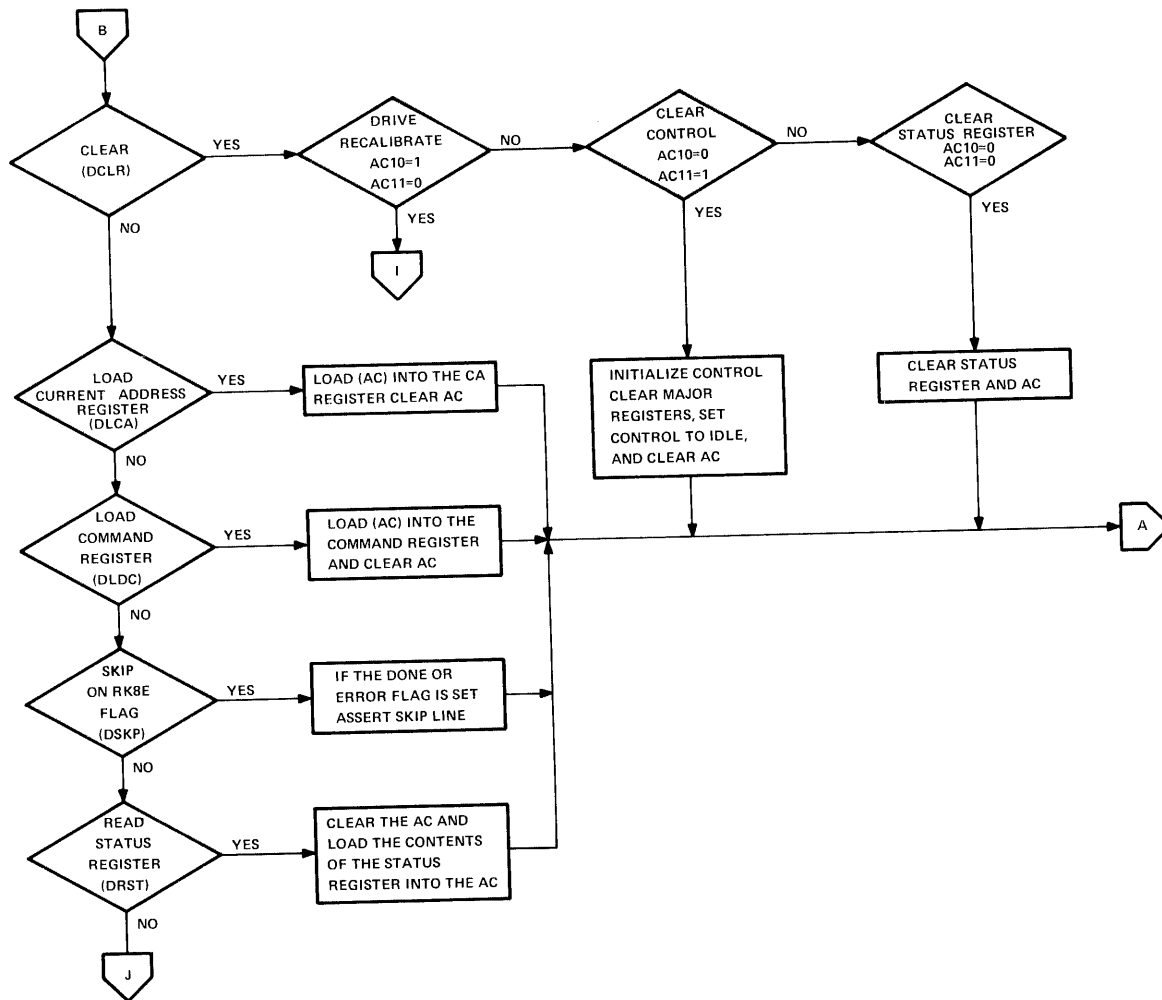 B
CLEAR
(DCLR)
YES
NO
DRIVE
RECALIBRATE
AC10=1
AC11=0
NO
YES
I
CLEAR
CONTROL
AC10=0
AC11=1
NO
YES
CLEAR
STATUS REGISTER
AC10=0
AC11=0
YES
LOAD
CURRENT ADDRESS
REGISTER
(DLCA)
YES
NO
LOAD (AC) INTO THE CA
REGISTER CLEAR AC
INITIALIZE CONTROL
CLEAR MAJOR
REGISTERS, SET
CONTROL TO IDLE,
AND CLEAR AC
CLEAR STATUS
REGISTER AND AC
LOAD
COMMAND
REGISTER
(DLDC)
YES
NO
LOAD (AC) INTO THE
COMMAND REGISTER
AND CLEAR AC
A
SKIP
ON RK8E
FLAG
(DSKP)
YES
NO
IF THE DONE OR
ERROR FLAG IS SET
ASSERT SKIP LINE
READ
STATUS
REGISTER
(DRST)
YES
NO
CLEAR THE AC AND
LOAD THE CONTENTS
OF THE STATUS
REGISTER INTO THE AC
J